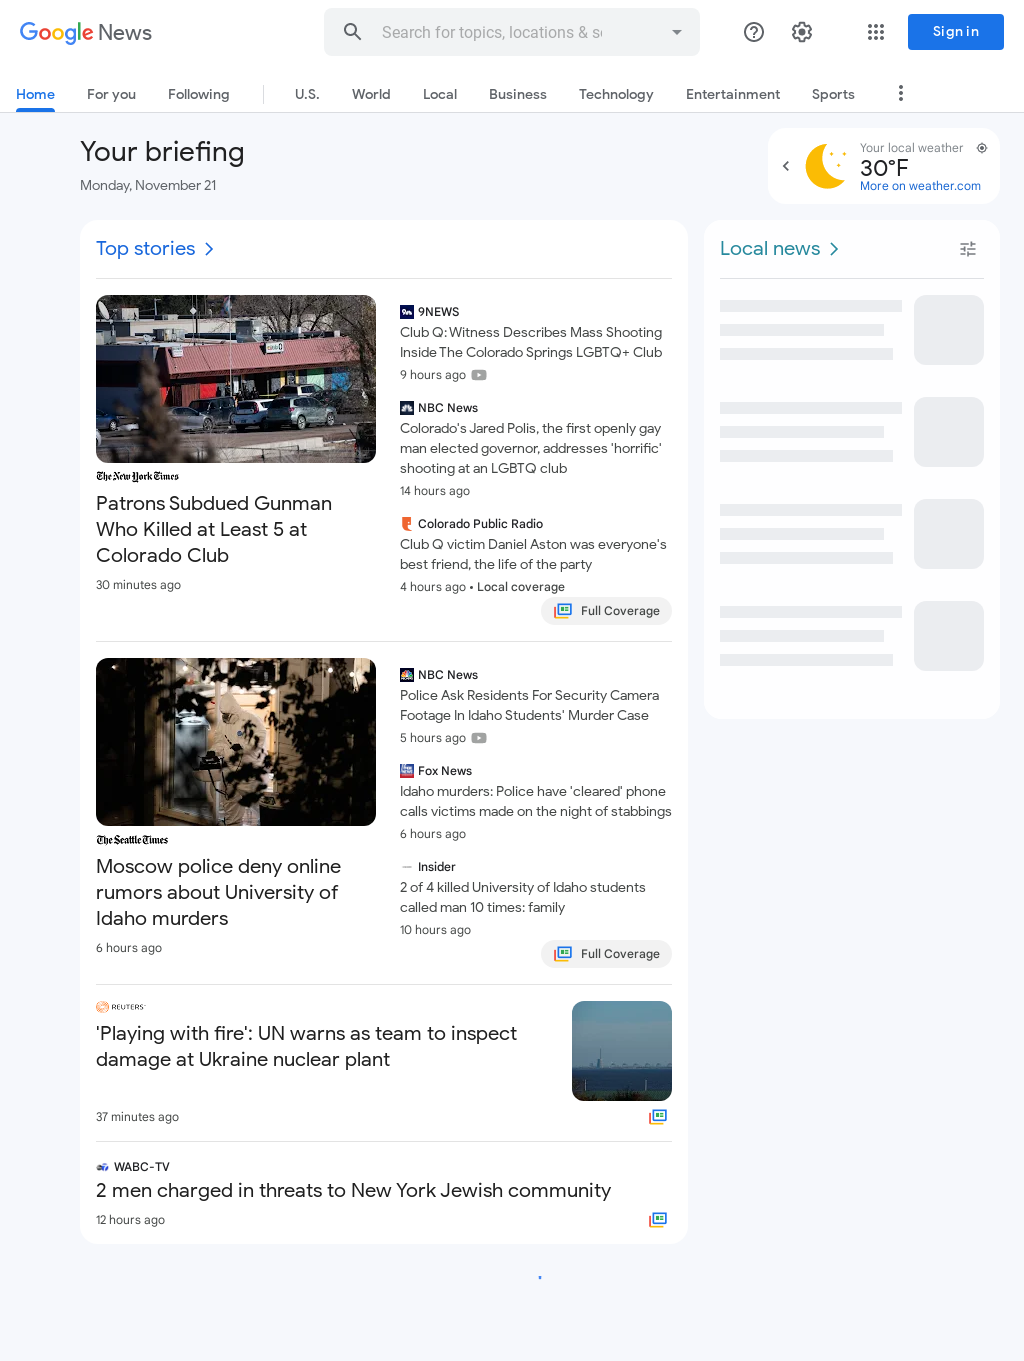 Google News
Search for topics, locations & so
Sign in
Home
For you
Following
U.S.
World
Local
Business
Technology
Entertainment
Sports
Your briefing
Monday, November 21
Your local weather
30°F
More on weather.com
Top stories
The New York Times
Patrons Subdued Gunman
Who Killed at Least 5 at
Colorado Club
30 minutes ago
9NEWS
Club Q: Witness Describes Mass Shooting
Inside The Colorado Springs LGBTQ+ Club
9 hours ago
NBC News
Colorado's Jared Polis, the first openly gay
man elected governor, addresses 'horrific'
shooting at an LGBTQ club
14 hours ago
Colorado Public Radio
Club Q victim Daniel Aston was everyone's
best friend, the life of the party
4 hours ago • Local coverage
Full Coverage
The Seattle Times
Moscow police deny online
rumors about University of
Idaho murders
6 hours ago
NBC News
Police Ask Residents For Security Camera
Footage In Idaho Students' Murder Case
5 hours ago
Fox News
Idaho murders: Police have 'cleared' phone
calls victims made on the night of stabbings
6 hours ago
Insider
2 of 4 killed University of Idaho students
called man 10 times: family
10 hours ago
Full Coverage
REUTERS
'Playing with fire': UN warns as team to inspect
damage at Ukraine nuclear plant
37 minutes ago
WABC-TV
2 men charged in threats to New York Jewish community
12 hours ago
Local news